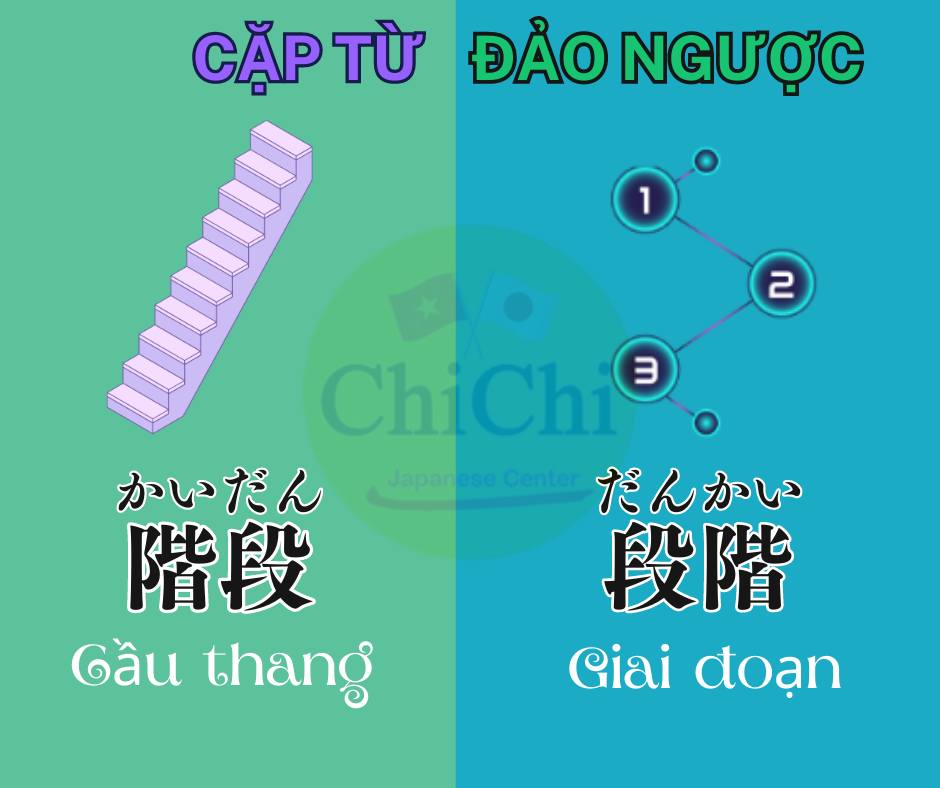 CẶP TỪ ĐẢO NGƯỢC
1
2
3
ChiChi
Japanese Center
かいだん
階段
Cầu thang
だんかい
段階
Giai đoạn